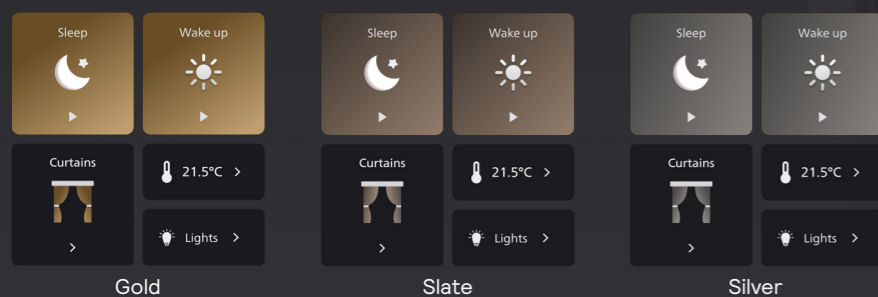 Sleep
Wake up
Curtains
21.5°C
Lights
Gold
Sleep
Wake up
Curtains
21.5°C
Lights
Slate
Sleep
Wake up
Curtains
21.5°C
Lights
Silver